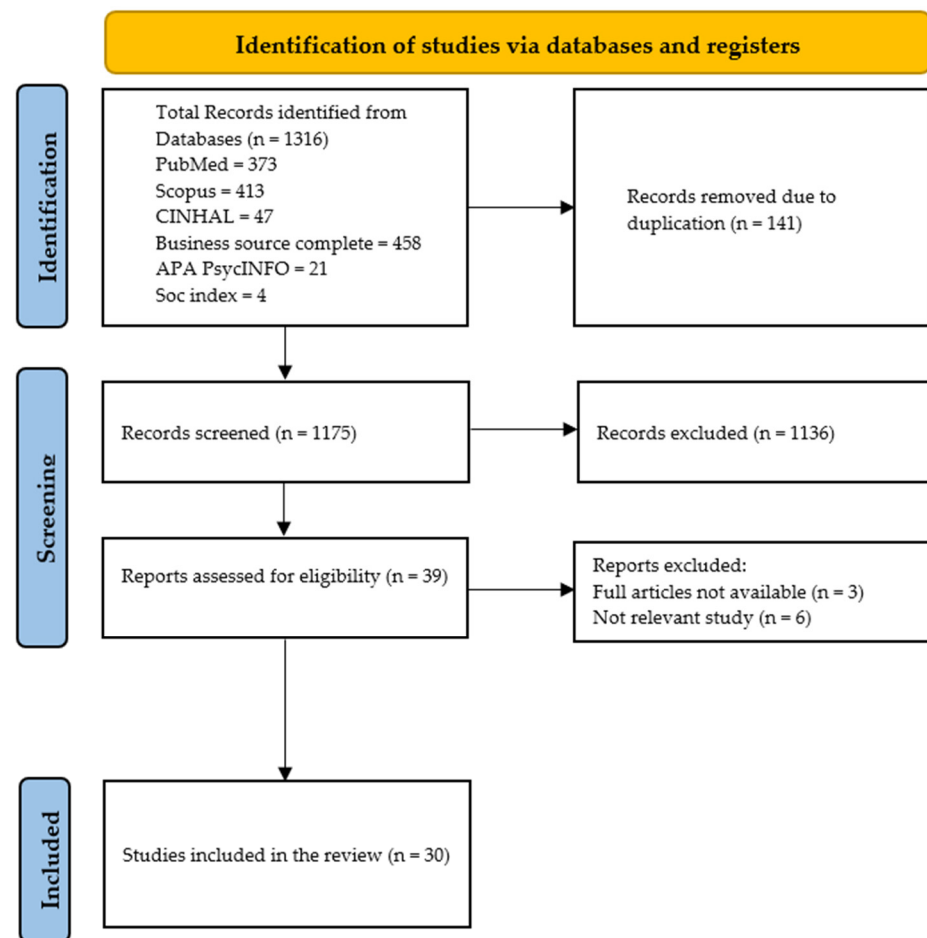 Identification of studies via databases and registers
Identification
Total Records identified from
Databases (n = 1316)
PubMed = 373
Scopus = 413
CINHAL = 47
Business source complete = 458
APA PsycINFO = 21
Soc index = 4
Records removed due to
duplication (n = 141)
Screening
Records screened (n = 1175)
Records excluded (n = 1136)
Reports assessed for eligibility (n = 39)
Reports excluded:
Full articles not available (n = 3)
Not relevant study (n = 6)
Included
Studies included in the review (n = 30)